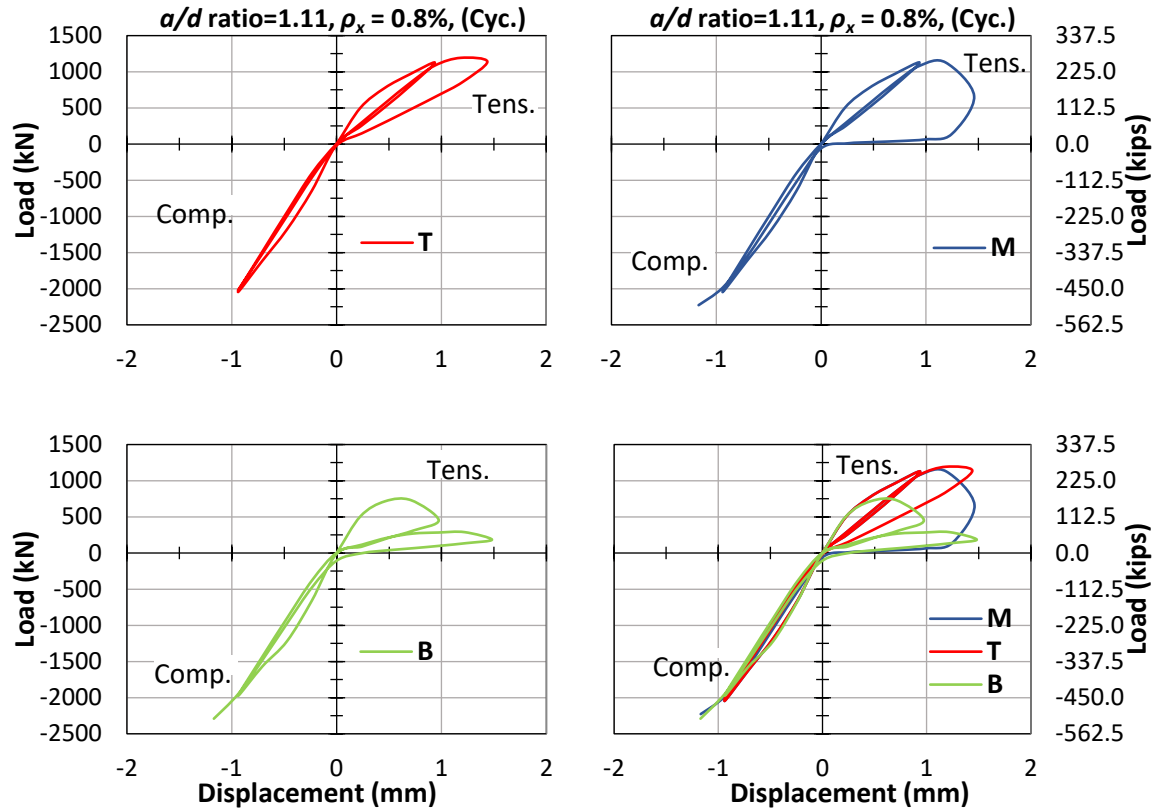 a/d ratio=1.11, ρx = 0.8%, (Cyc.)
a/d ratio=1.11, ρx = 0.8%, (Cyc.)
Load (kN)
1500
1000
500
0
-500
-1000
-1500
-2000
-2500
Tens.
Comp.
T
-2 -1 0 1 2
Tens.
Comp.
M
337.5
225.0
112.5
0.0
-112.5
-225.0
-337.5
-450.0
-562.5
Load (kips)
-2 -1 0 1 2
Load (kN)
1500
1000
500
0
-500
-1000
-1500
-2000
-2500
Tens.
Comp.
B
-2 -1 0 1 2
Displacement (mm)
Tens.
Comp.
M
T
B
337.5
225.0
112.5
0.0
-112.5
-225.0
-337.5
-450.0
-562.5
Load (kips)
-2 -1 0 1 2
Displacement (mm)